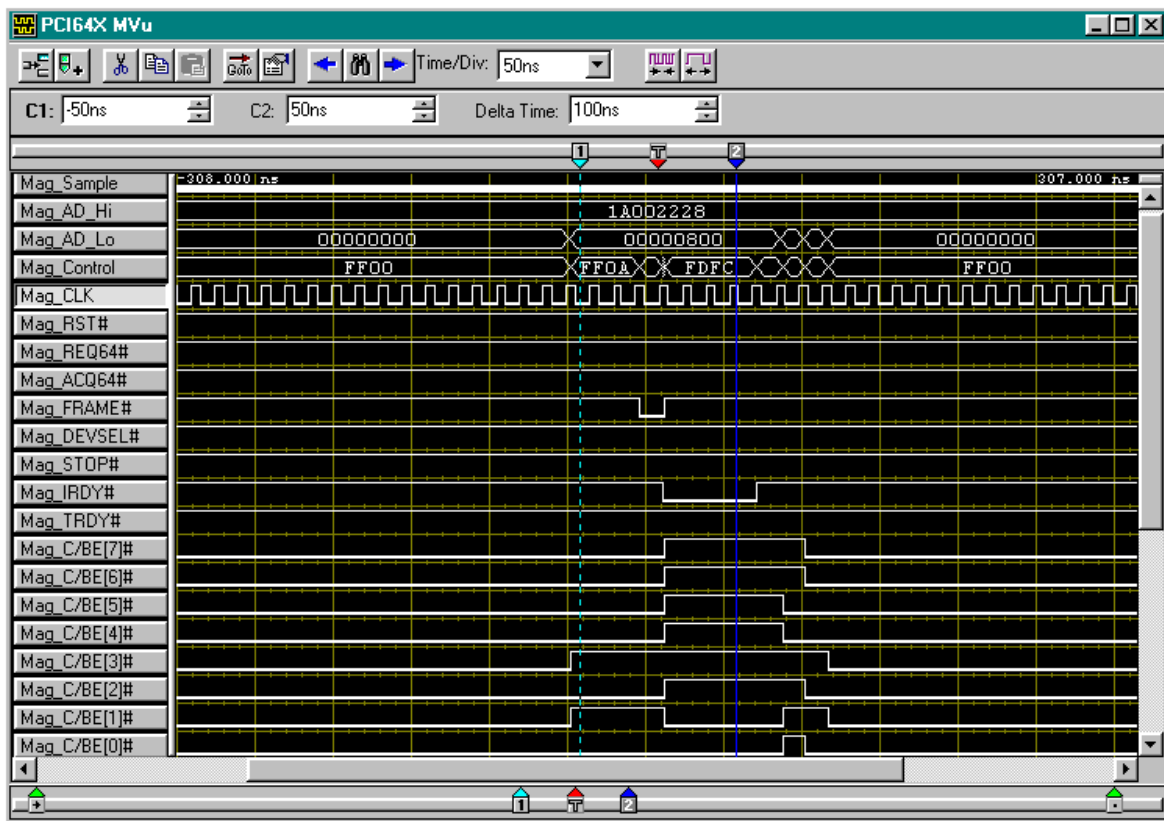 PCI64X MVu
GOTO Time/Div: 50ns
C1: -50ns C2: 50ns Delta Time: 100ns
1 T 2
Mag_Sample -308.000 ns 307.000 ns
Mag_AD_Hi 1A002228
Mag_AD_Lo 00000000 00000800 00000000
Mag_Control FF00 FF0A FDFC FF00
Mag_CLK
Mag_RST#
Mag_REQ64#
Mag_ACQ64#
Mag_FRAME#
Mag_DEVSEL#
Mag_STOP#
Mag_IRDY#
Mag_TRDY#
Mag_C/BE[7]#
Mag_C/BE[6]#
Mag_C/BE[5]#
Mag_C/BE[4]#
Mag_C/BE[3]#
Mag_C/BE[2]#
Mag_C/BE[1]#
Mag_C/BE[0]#
1 T 2